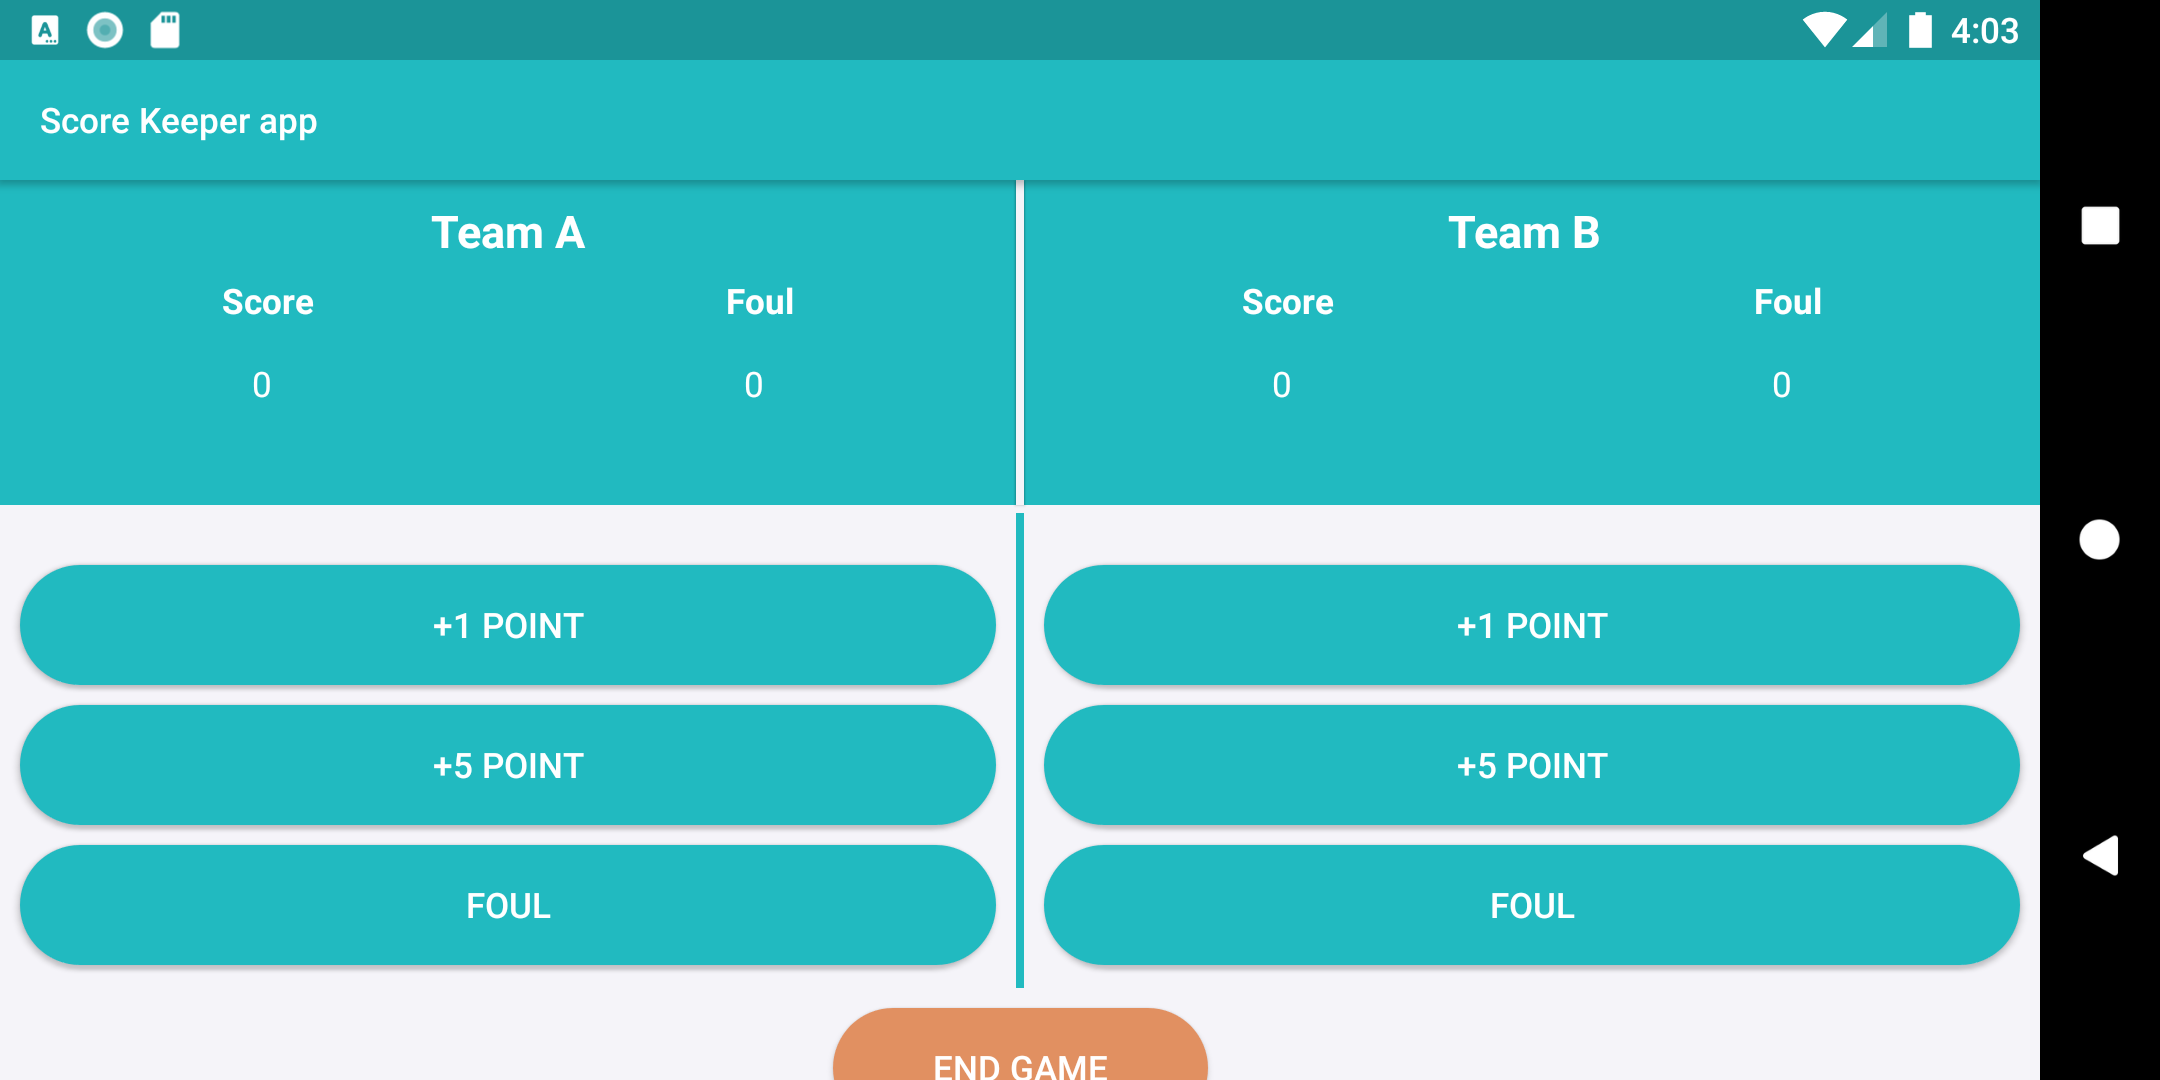 4:03
Score Keeper app
Team A
Team B
Score
Foul
Score
Foul
0
0
0
0
+1 POINT
+1 POINT
+5 POINT
+5 POINT
FOUL
FOUL
END GAME